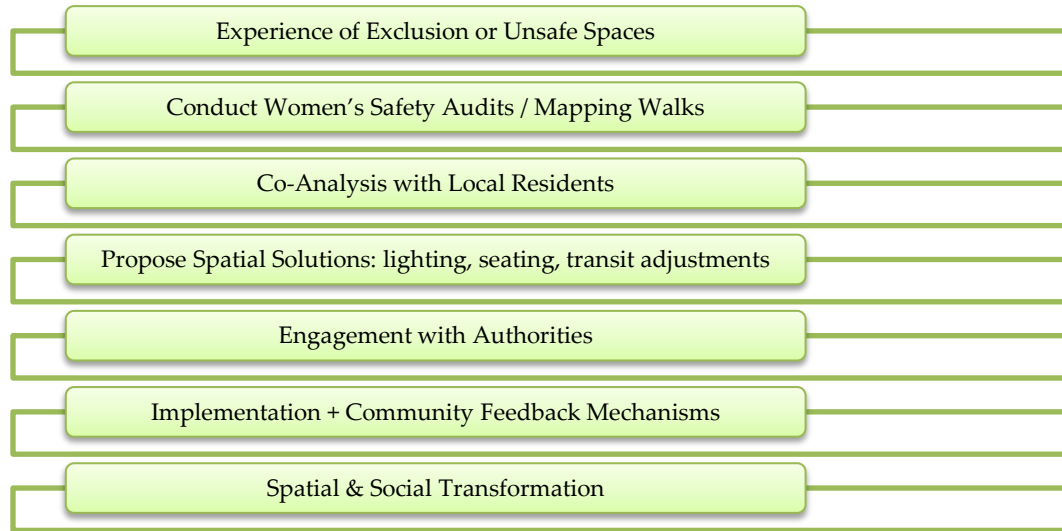 Experience of Exclusion or Unsafe Spaces
Conduct Women’s Safety Audits / Mapping Walks
Co-Analysis with Local Residents
Propose Spatial Solutions: lighting, seating, transit adjustments
Engagement with Authorities
Implementation + Community Feedback Mechanisms
Spatial & Social Transformation